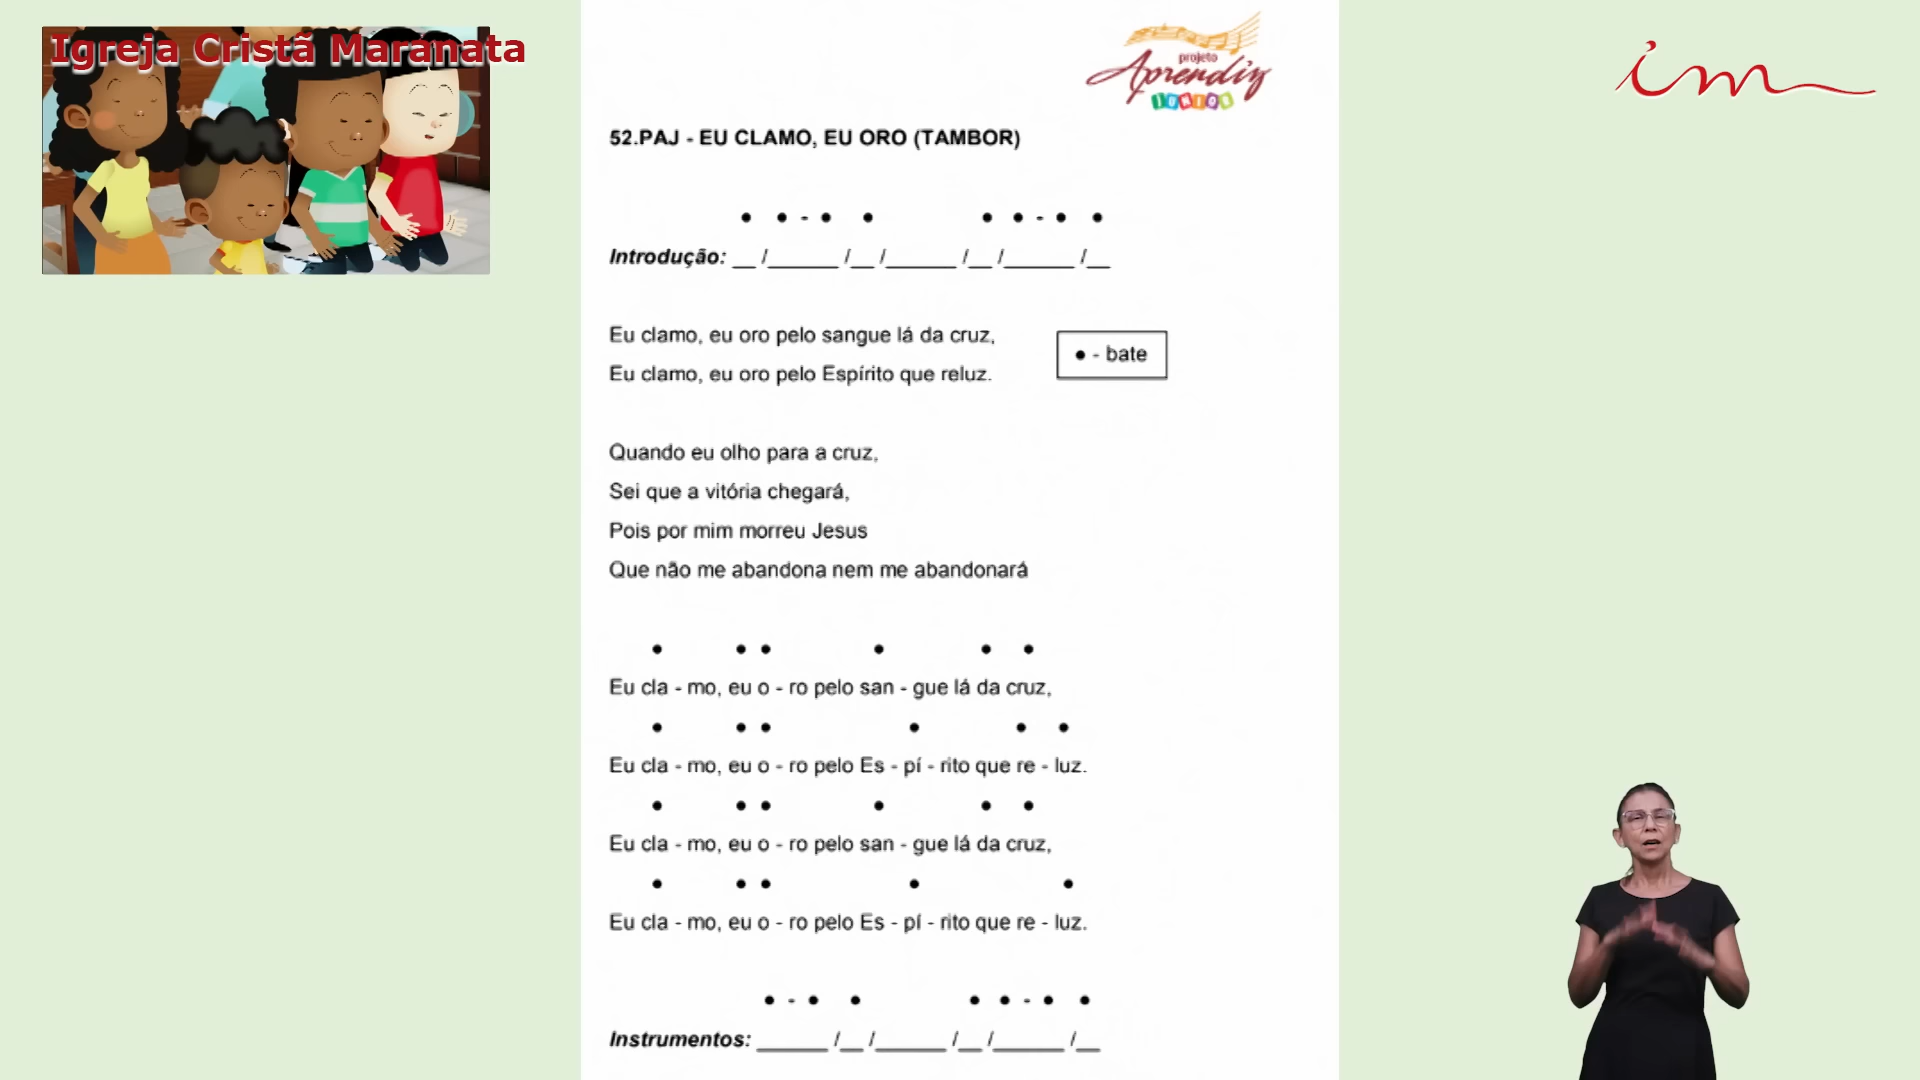 Igreja Cristã Maranata
projeto
Aprendiz
JUNIOR
im
52.PAJ - EU CLAMO, EU ORO (TAMBOR)
• • - • • • • - • •
Introdução: __ /______ /__ /______ /__ /______ /__
Eu clamo, eu oro pelo sangue lá da cruz,
• - bate
Eu clamo, eu oro pelo Espírito que reluz.
Quando eu olho para a cruz,
Sei que a vitória chegará,
Pois por mim morreu Jesus
Que não me abandona nem me abandonará
• • • • • •
Eu cla - mo, eu o - ro pelo san - gue lá da cruz,
• • • • • •
Eu cla - mo, eu o - ro pelo Es - pí - rito que re - luz.
• • • • • •
Eu cla - mo, eu o - ro pelo san - gue lá da cruz,
• • • • •
Eu cla - mo, eu o - ro pelo Es - pí - rito que re - luz.
• - • • • • - • •
Instrumentos: ______ /__ /______ /__ /______ /__